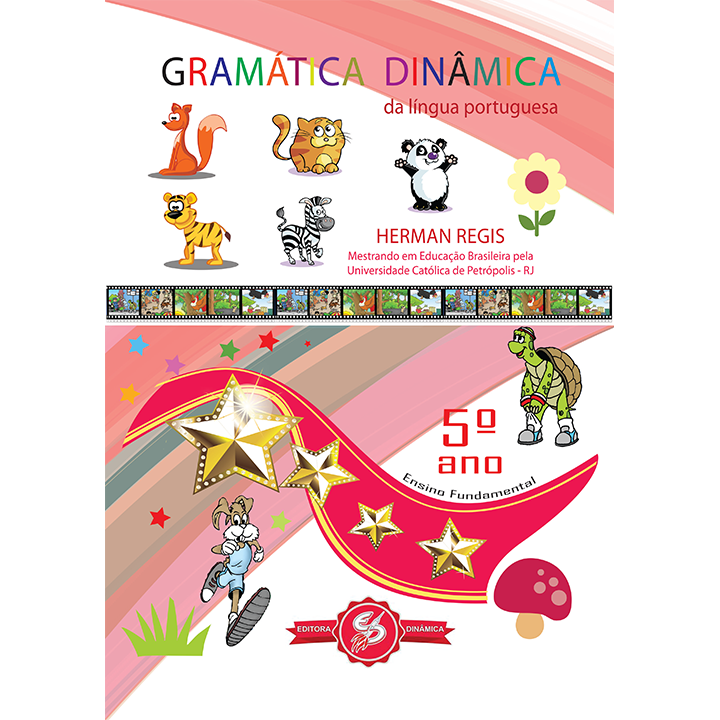 GRAMÁTICA DINÂMICA
da língua portuguesa
HERMAN REGIS
Mestrando em Educação Brasileira pela
Universidade Católica de Petrópolis - RJ
5º
ano
Ensino Fundamental
EDITORA DINÂMICA